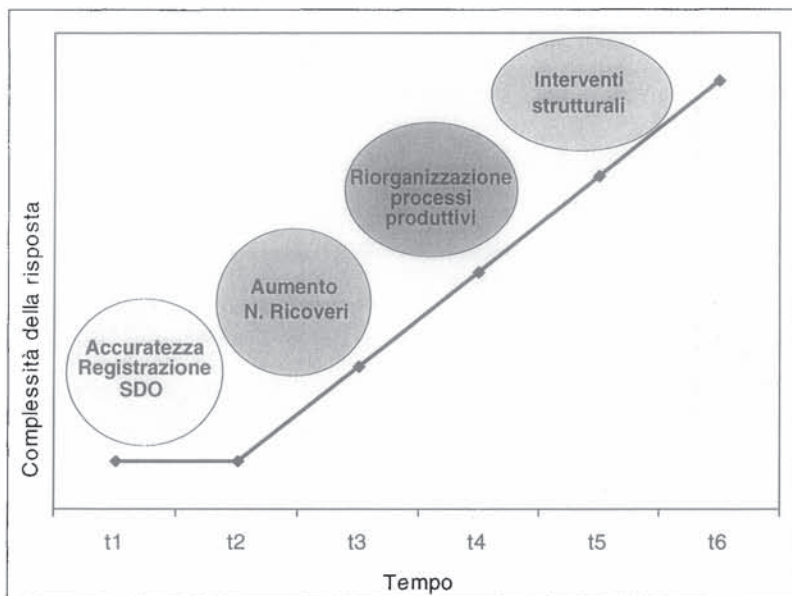 Complessità della risposta
Interventi
strutturali
Riorganizzazione
processi
produttivi
Aumento
N. Ricoveri
Accuratezza
Registrazione
SDO
t1 t2 t3 t4 t5 t6
Tempo